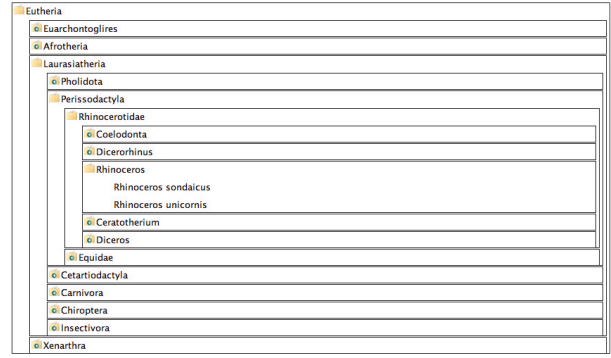 Eutheria
Euarchontoglires
Afrotheria
Laurasiatheria
Pholidota
Perissodactyla
Rhinocerotidae
Coelodonta
Dicerorhinus
Rhinoceros
Rhinoceros sondaicus
Rhinoceros unicornis
Ceratotherium
Diceros
Equidae
Cetartiodactyla
Carnivora
Chiroptera
Insectivora
Xenarthra